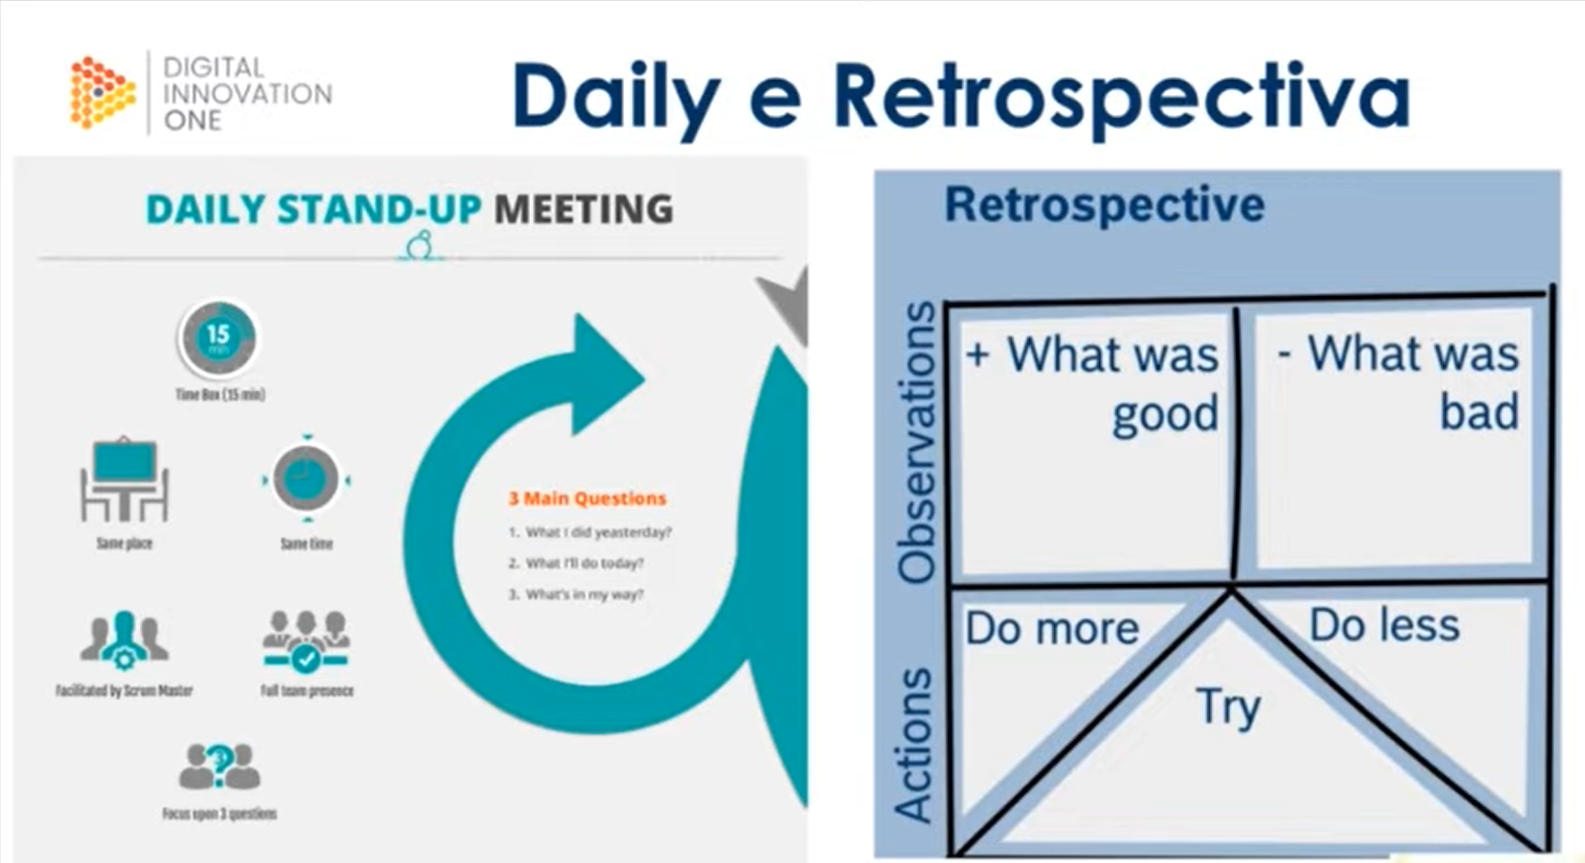 DIGITAL
INNOVATION
ONE
Daily e Retrospectiva
DAILY STAND-UP MEETING
15
min
Time Box (15 min)
Same place
Same time
Facilitated by Scrum Master
Full team presence
3
Focus upon 3 questions
3 Main Questions
1. What I did yeasterday?
2. What I'll do today?
3. What's in my way?
Retrospective
Observations
+ What was
good
- What was
bad
Actions
Do more
Try
Do less